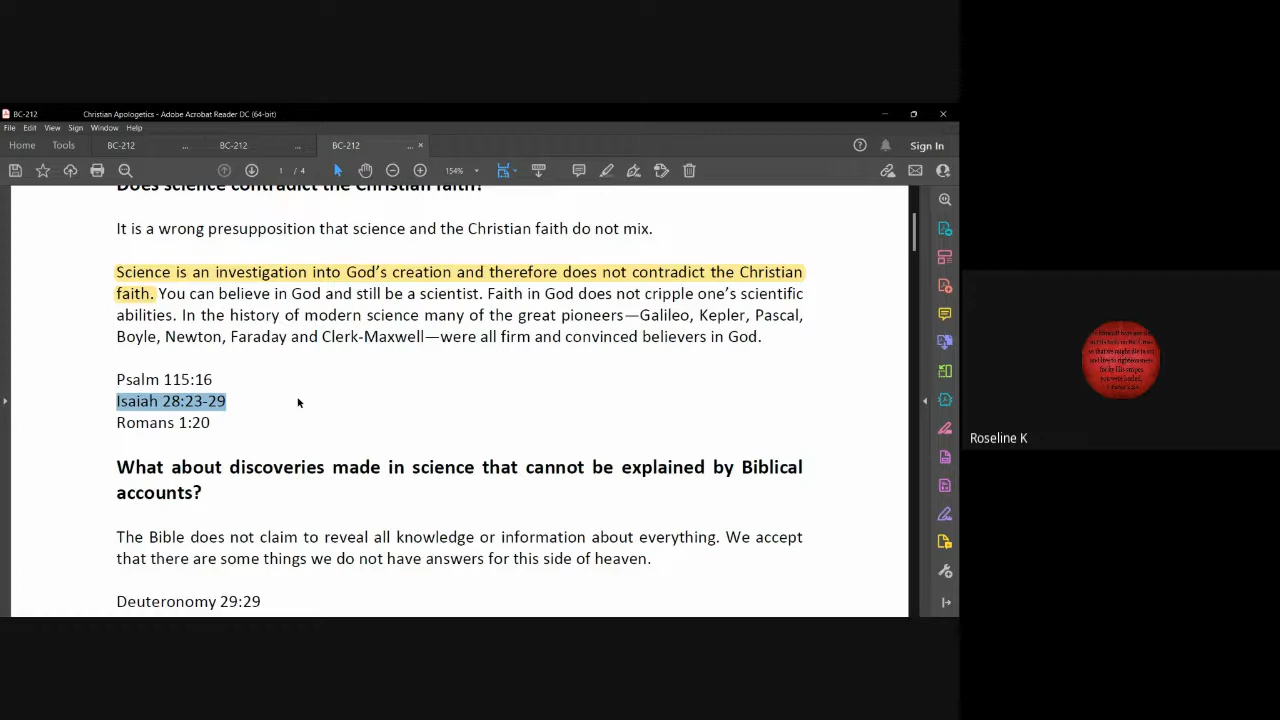 BC-212 Christian Apologetics - Adobe Acrobat Reader DC (64-bit)
File Edit View Sign Window Help
Home Tools BC-212 ... BC-212 ... BC-212 ... × Sign In
1 / 4 154%
Does science contradict the Christian faith?
It is a wrong presupposition that science and the Christian faith do not mix.
Science is an investigation into God’s creation and therefore does not contradict the Christian
faith. You can believe in God and still be a scientist. Faith in God does not cripple one’s scientific
abilities. In the history of modern science many of the great pioneers—Galileo, Kepler, Pascal,
Boyle, Newton, Faraday and Clerk-Maxwell—were all firm and convinced believers in God.
Psalm 115:16
Isaiah 28:23-29
Romans 1:20
What about discoveries made in science that cannot be explained by Biblical
accounts?
The Bible does not claim to reveal all knowledge or information about everything. We accept
that there are some things we do not have answers for this side of heaven.
Deuteronomy 29:29
Roseline K